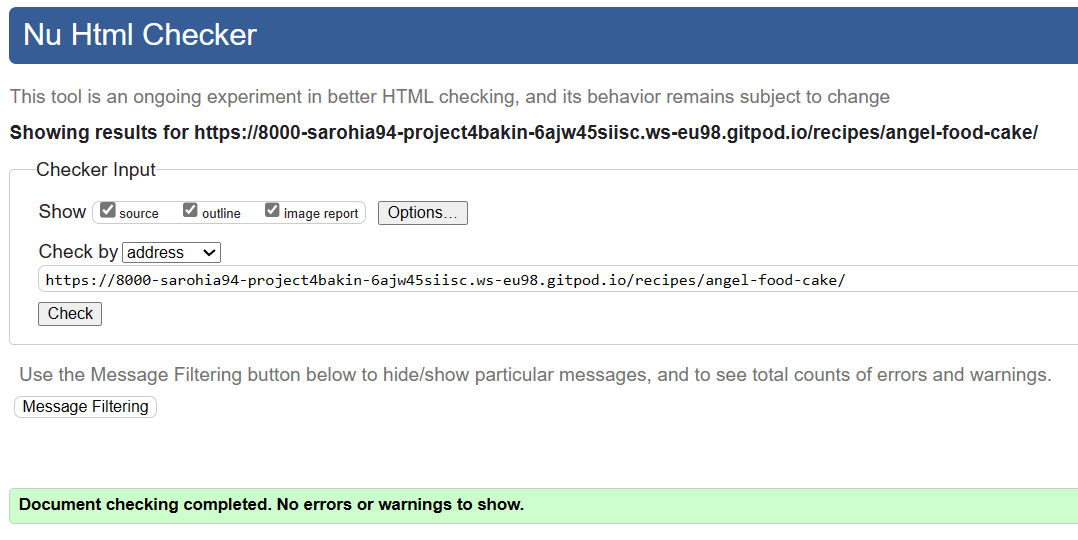 Nu Html Checker
This tool is an ongoing experiment in better HTML checking, and its behavior remains subject to change
Showing results for https://8000-sarohia94-project4bakin-6ajw45siisc.ws-eu98.gitpod.io/recipes/angel-food-cake/
Checker Input
Show source outline image report Options...
Check by address
https://8000-sarohia94-project4bakin-6ajw45siisc.ws-eu98.gitpod.io/recipes/angel-food-cake/
Check
Use the Message Filtering button below to hide/show particular messages, and to see total counts of errors and warnings.
Message Filtering
Document checking completed. No errors or warnings to show.